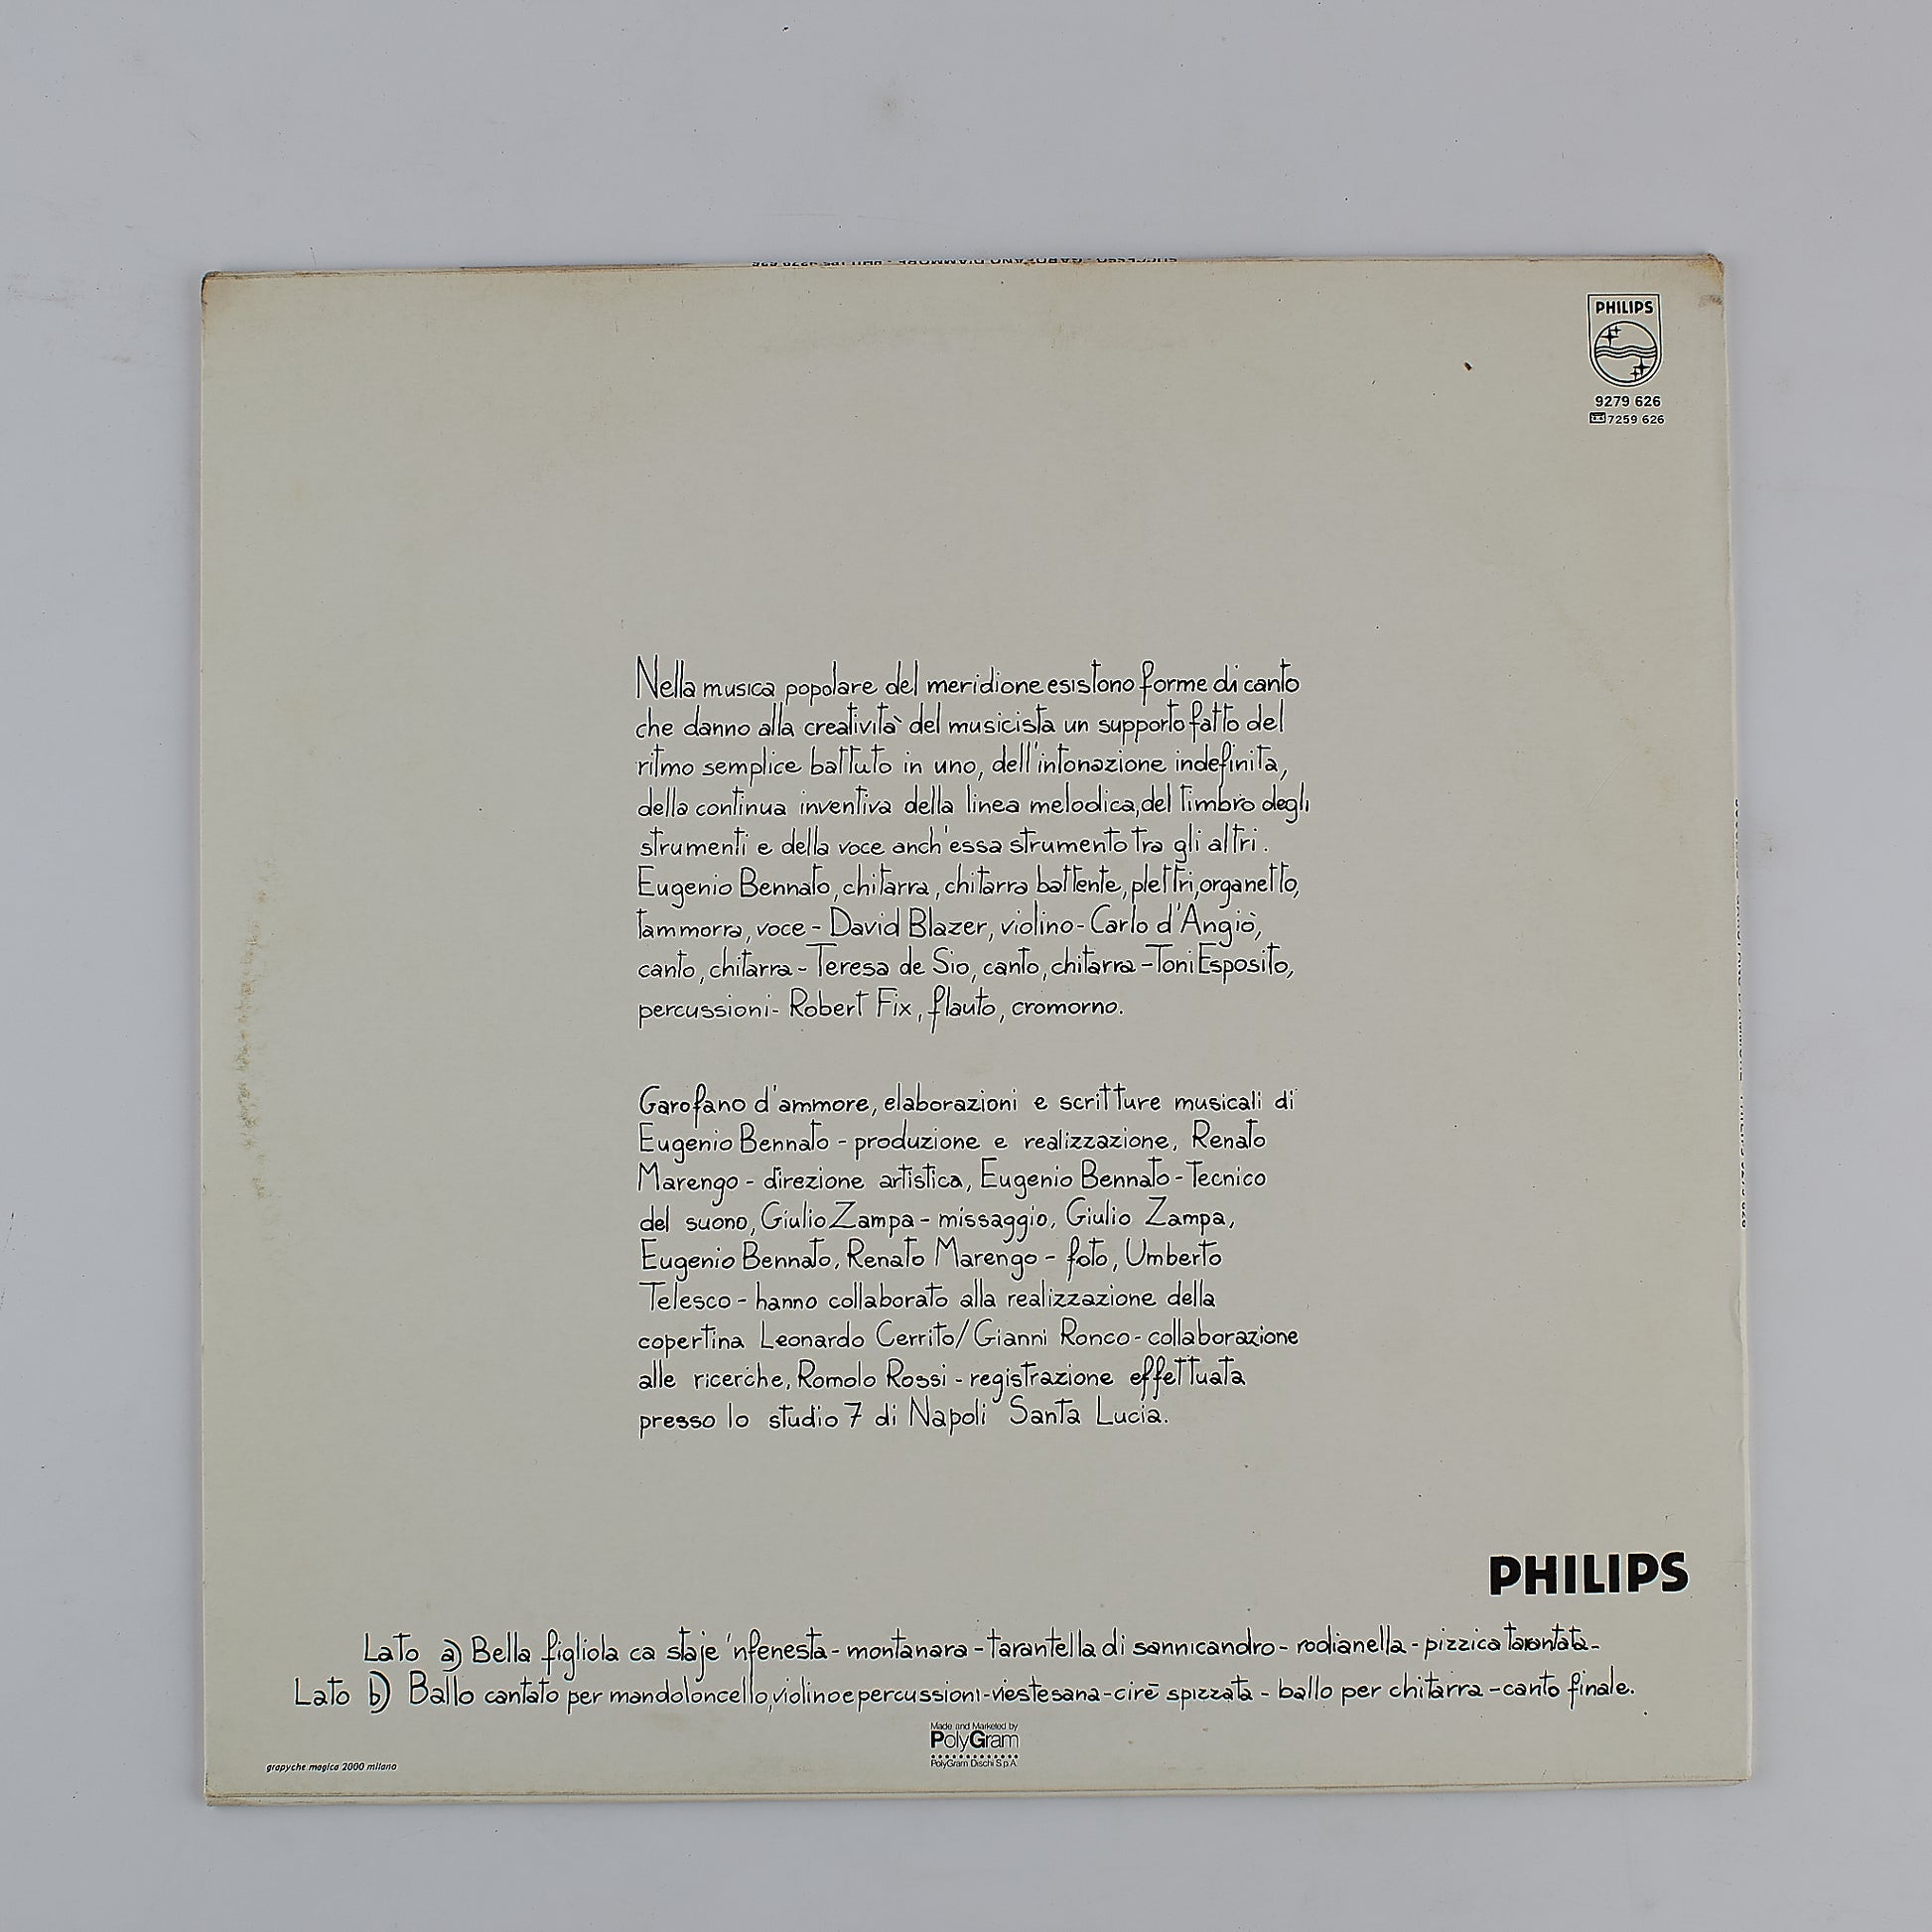 PHILIPS
9279 626
7259 626
Nella musica popolare del meridione esistono forme di canto
che danno alla creatività del musicista un supporto fatto del
ritmo semplice battuto in uno, dell'intonazione indefinita,
della continua inventiva della linea melodica, del timbro degli
strumenti e della voce anch'essa strumento tra gli altri.
Eugenio Bennato, chitarra, chitarra battente, plettri, organetto,
tammorra, voce - David Blazer, violino - Carlo d'Angiò,
canto, chitarra - Teresa de Sio, canto, chitarra - Toni Esposito,
percussioni - Robert Fix, flauto, cromorno.
Garofano d'ammore, elaborazioni e scritture musicali di
Eugenio Bennato - produzione e realizzazione, Renato
Marengo - direzione artistica, Eugenio Bennato - Tecnico
del suono, Giulio Zampa - missaggio, Giulio Zampa,
Eugenio Bennato, Renato Marengo - foto, Umberto
Telesco - hanno collaborato alla realizzazione della
copertina Leonardo Cerrito/Gianni Ronco - collaborazione
alle ricerche, Romolo Rossi - registrazione effettuata
presso lo studio 7 di Napoli Santa Lucia.
PHILIPS
Lato a) Bella figliola ca staje 'nfenesta - montanara - tarantella di sannicandro - rodianella - pizzica tarantata -
Lato b) Ballo cantato per mandoloncello, violino e percussioni - viestesana - cirè spizzata - ballo per chitarra - canto finale.
Made and Marketed by
PolyGram
PolyGram Dischi S.p.A.
grapyche magica 2000 milano